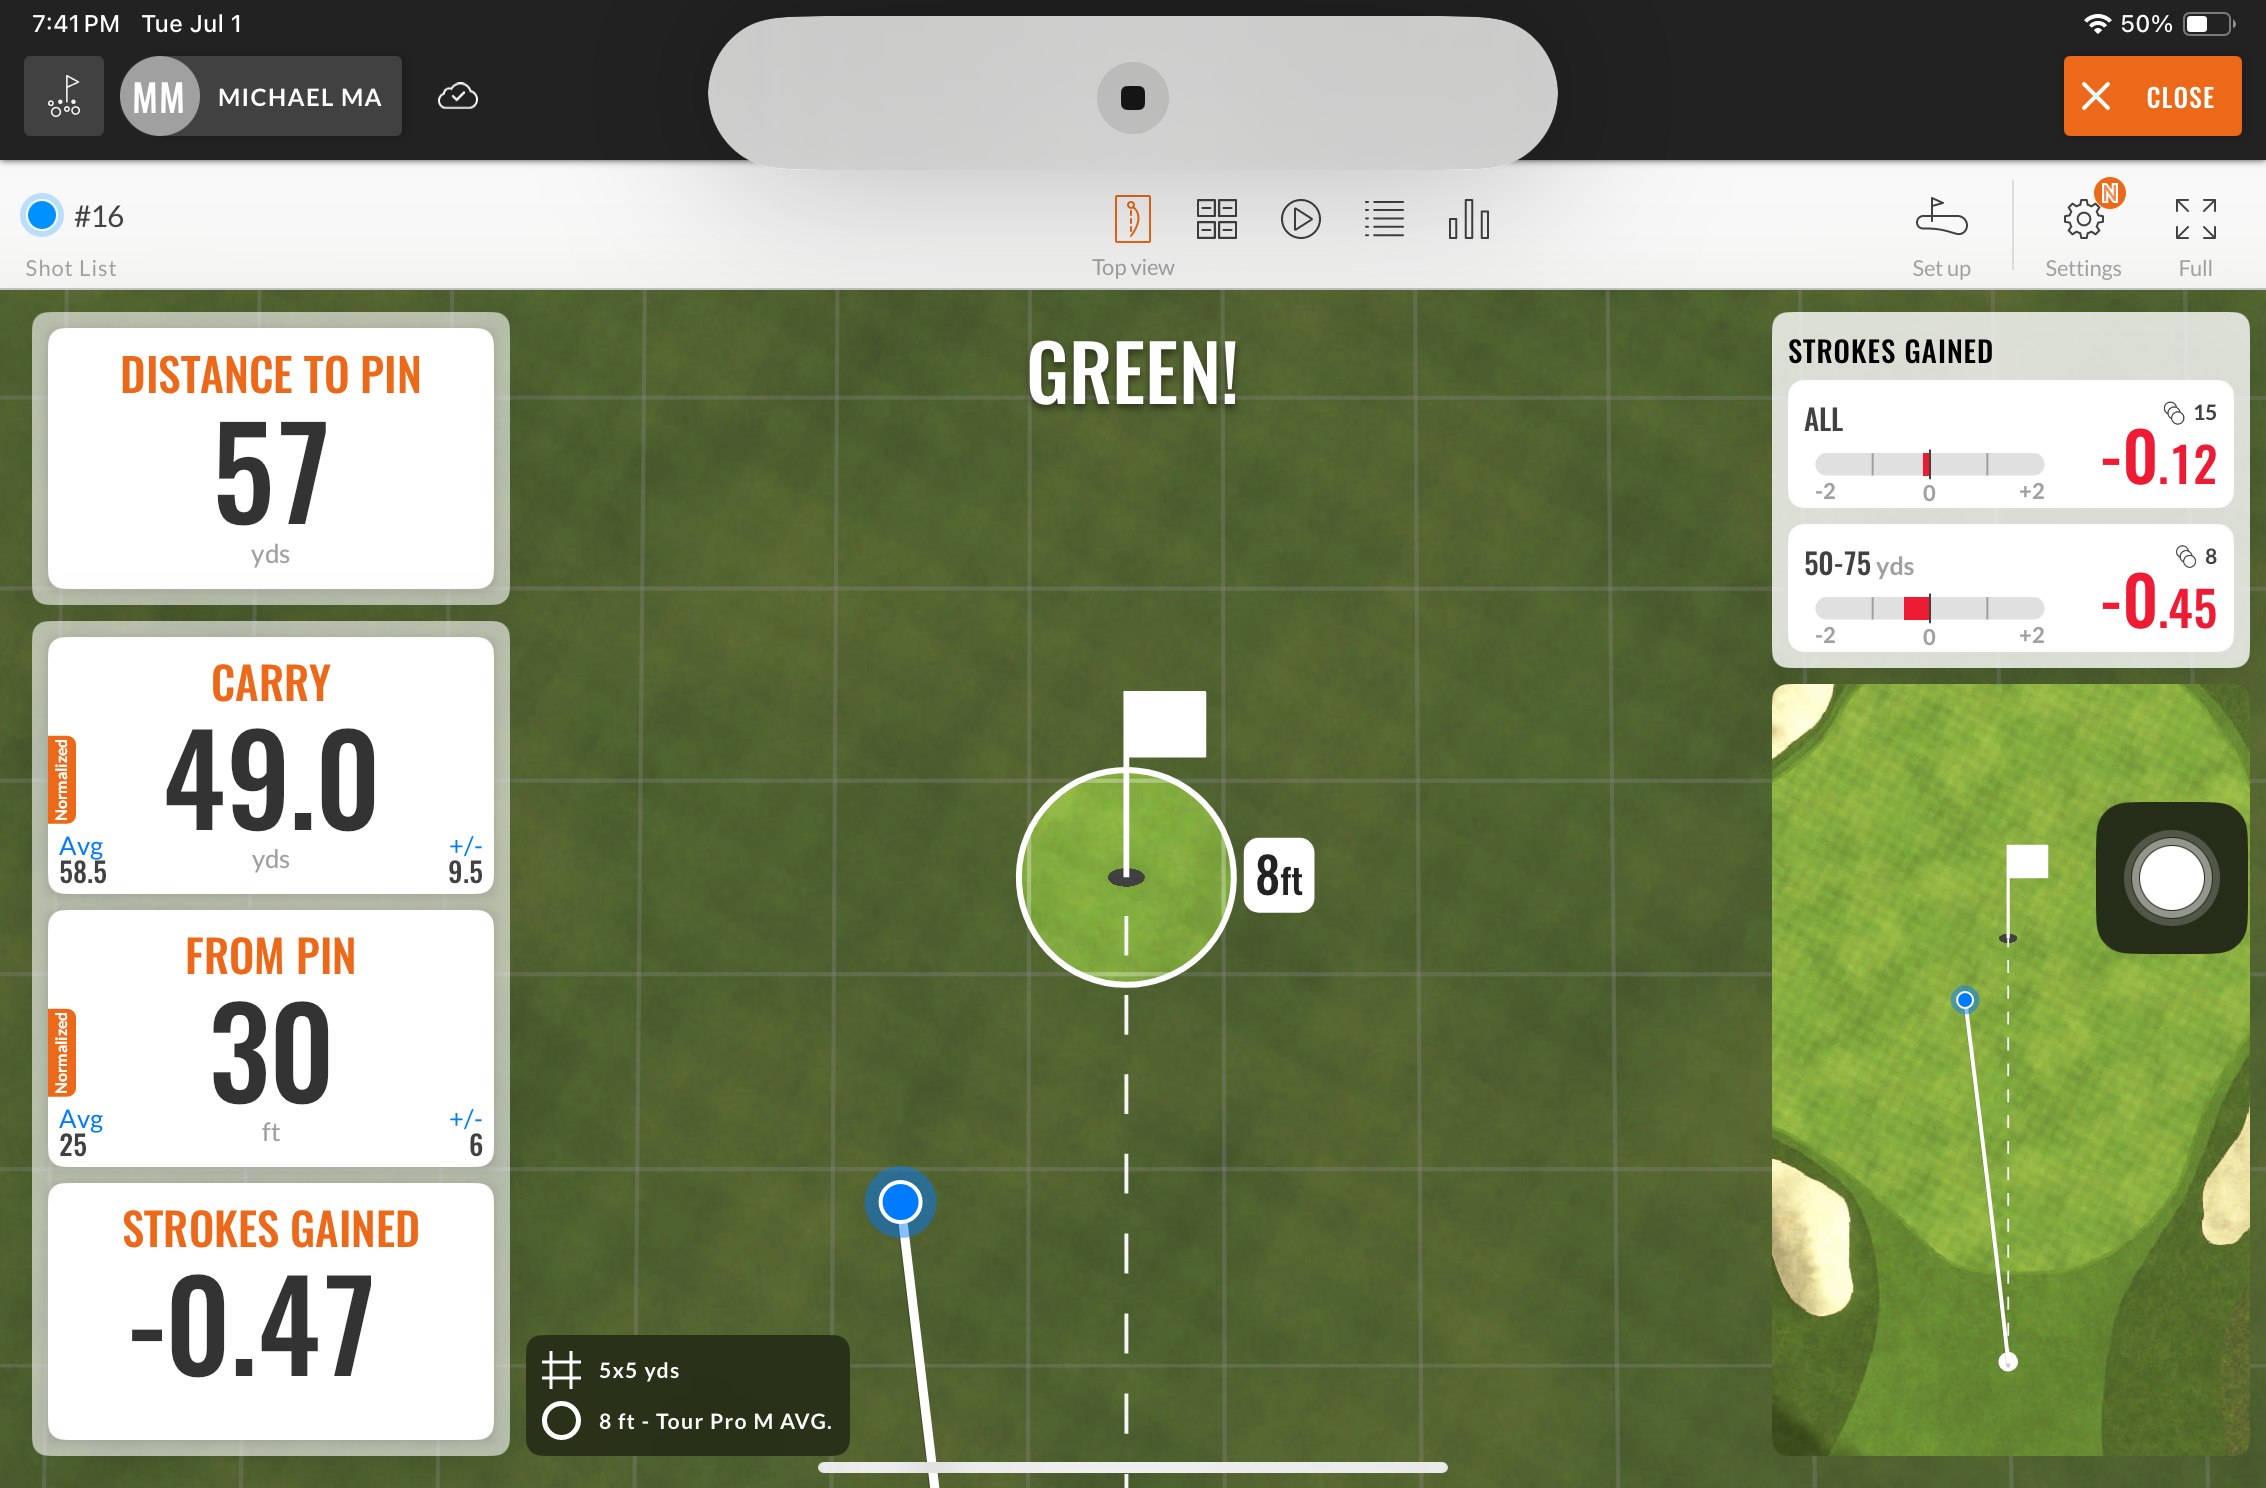 7:41 PM Tue Jul 1
50%
MM MICHAEL MA
CLOSE
#16
Shot List
Top view
Set up
N
Settings
Full
DISTANCE TO PIN
57
yds
CARRY
Normalized
49.0
yds
Avg
58.5
+/-
9.5
FROM PIN
Normalized
30
ft
Avg
25
+/-
6
STROKES GAINED
-0.47
GREEN!
8ft
5x5 yds
8 ft - Tour Pro M AVG.
STROKES GAINED
ALL
15
-0.12
-2 0 +2
50-75 yds
8
-0.45
-2 0 +2